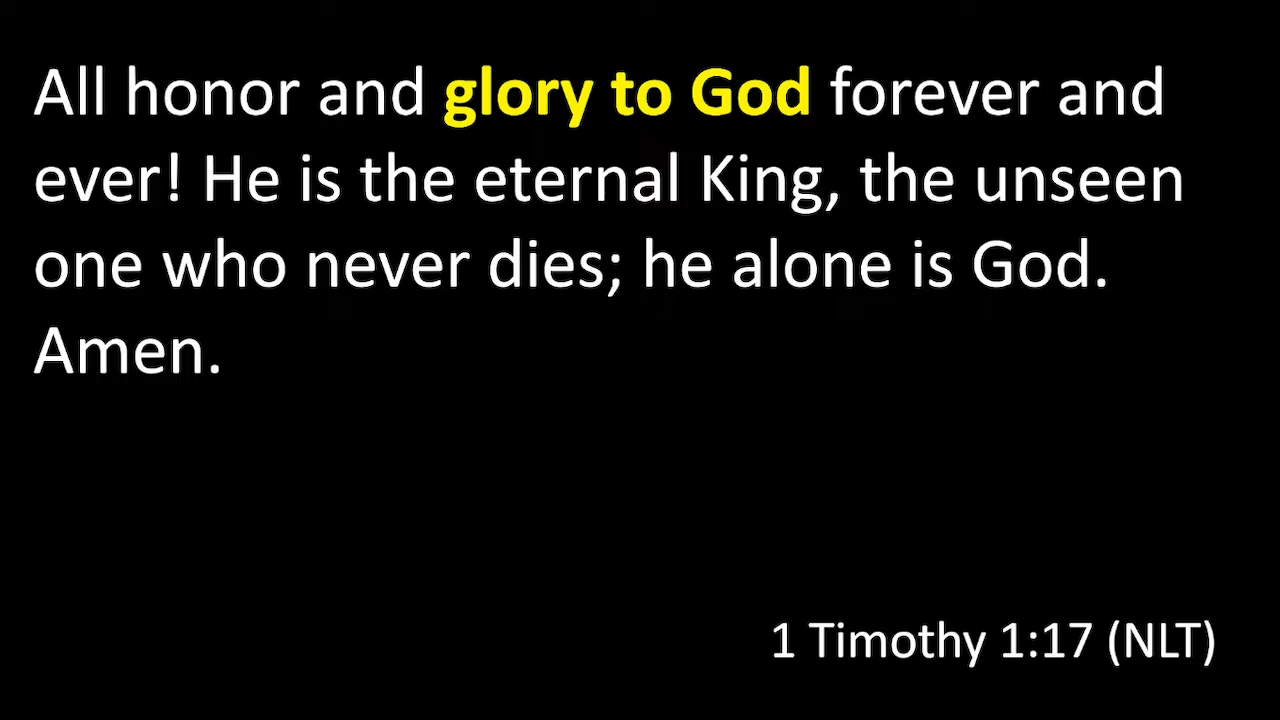 All honor and glory to God forever and
ever! He is the eternal King, the unseen
one who never dies; he alone is God.
Amen.
1 Timothy 1:17 (NLT)